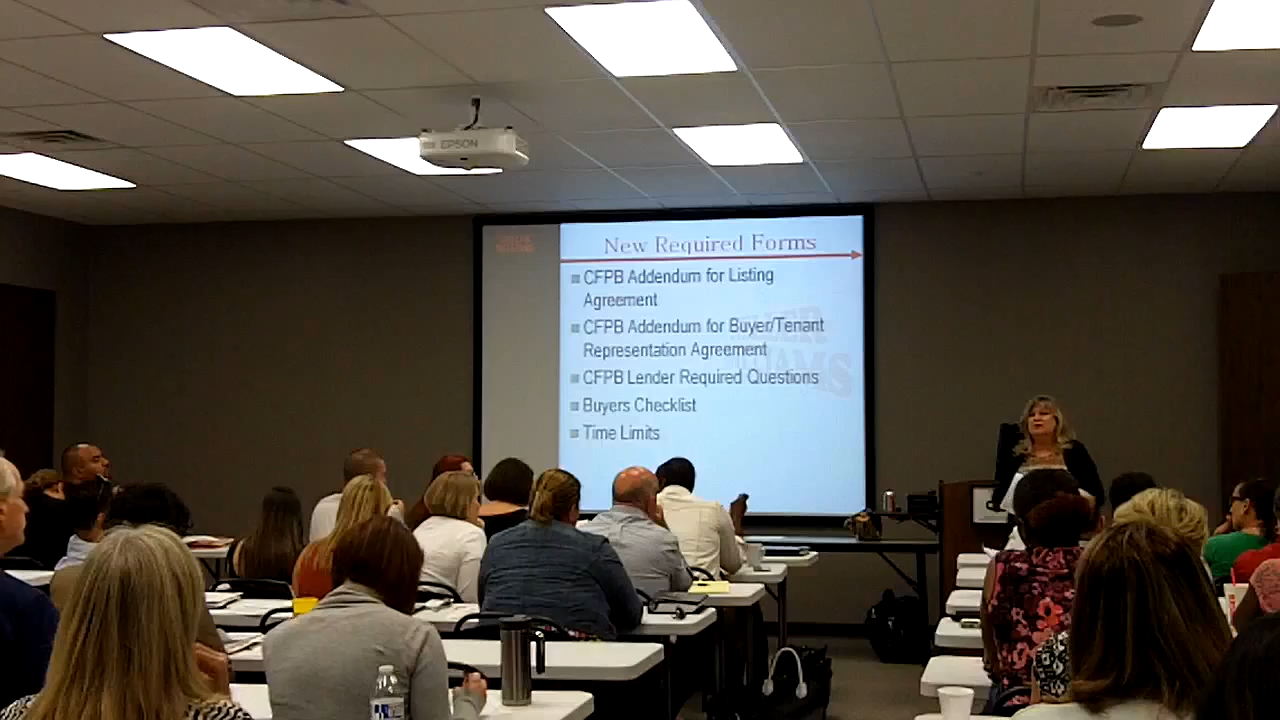 EPSON
New Required Forms
CFPB Addendum for Listing
Agreement
CFPB Addendum for Buyer/Tenant
Representation Agreement
CFPB Lender Required Questions
Buyers Checklist
Time Limits